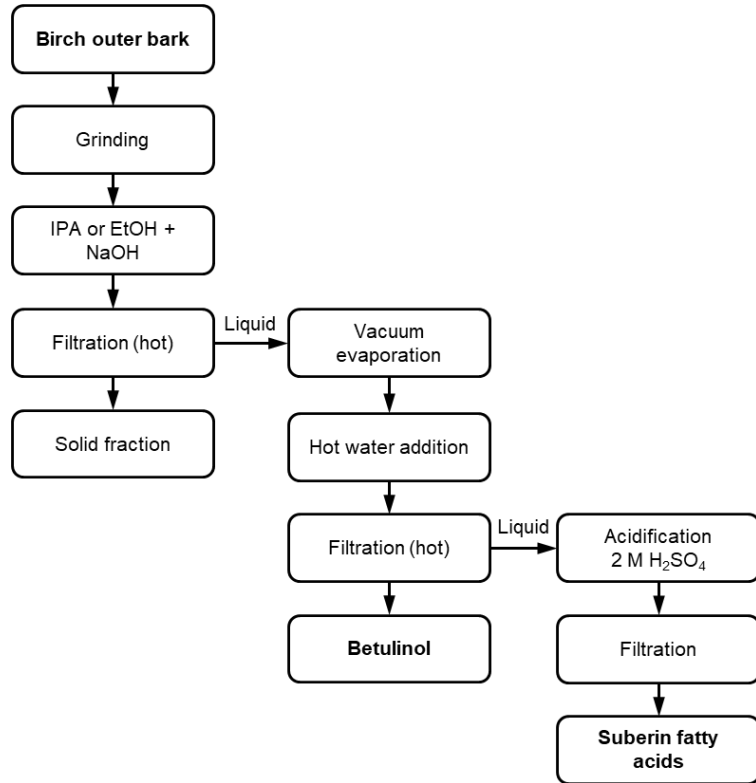 Birch outer bark
Grinding
IPA or EtOH +
NaOH
Filtration (hot)
Liquid
Vacuum
evaporation
Solid fraction
Hot water addition
Filtration (hot)
Liquid
Acidification
2 M H₂SO₄
Betulinol
Filtration
Suberin fatty
acids